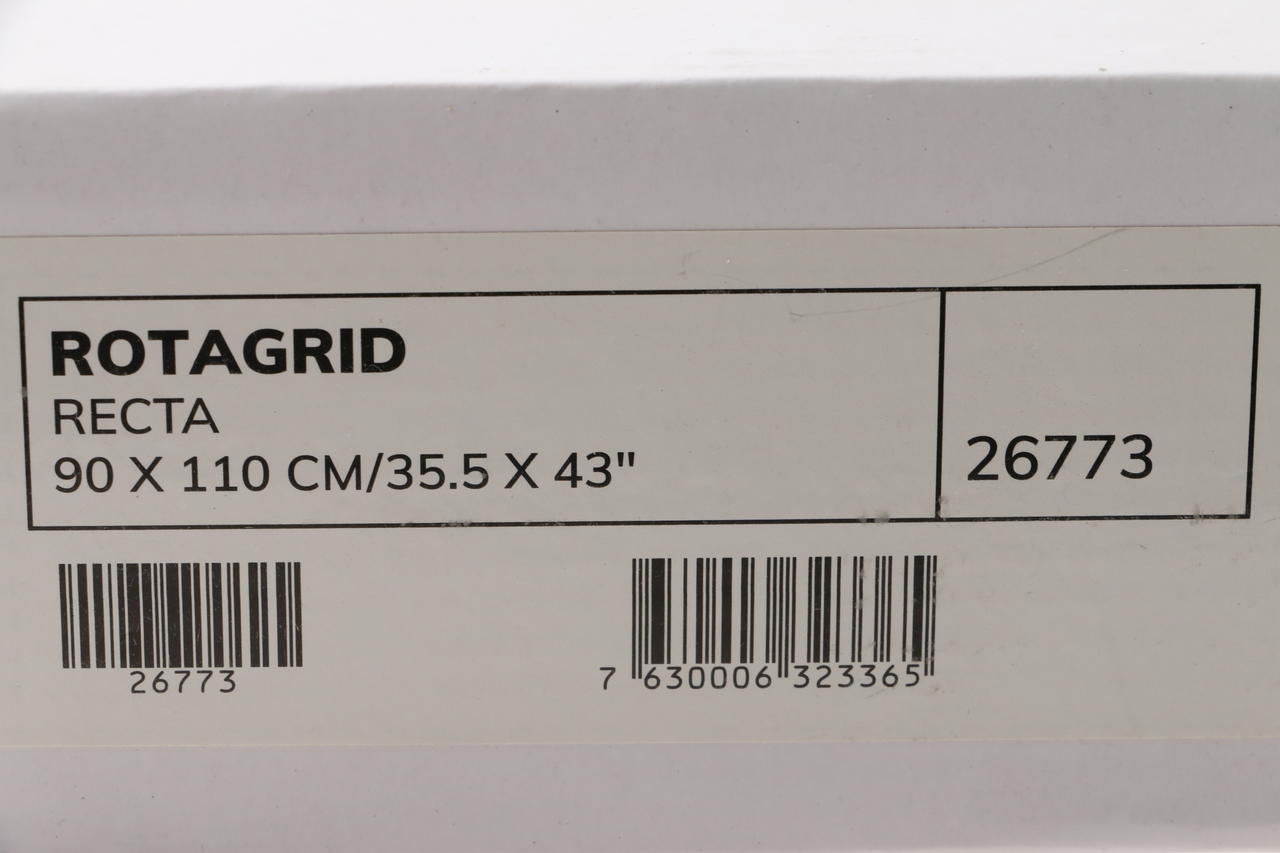 ROTAGRID
RECTA
90 X 110 CM/35.5 X 43"
26773
26773
7 630006 323365